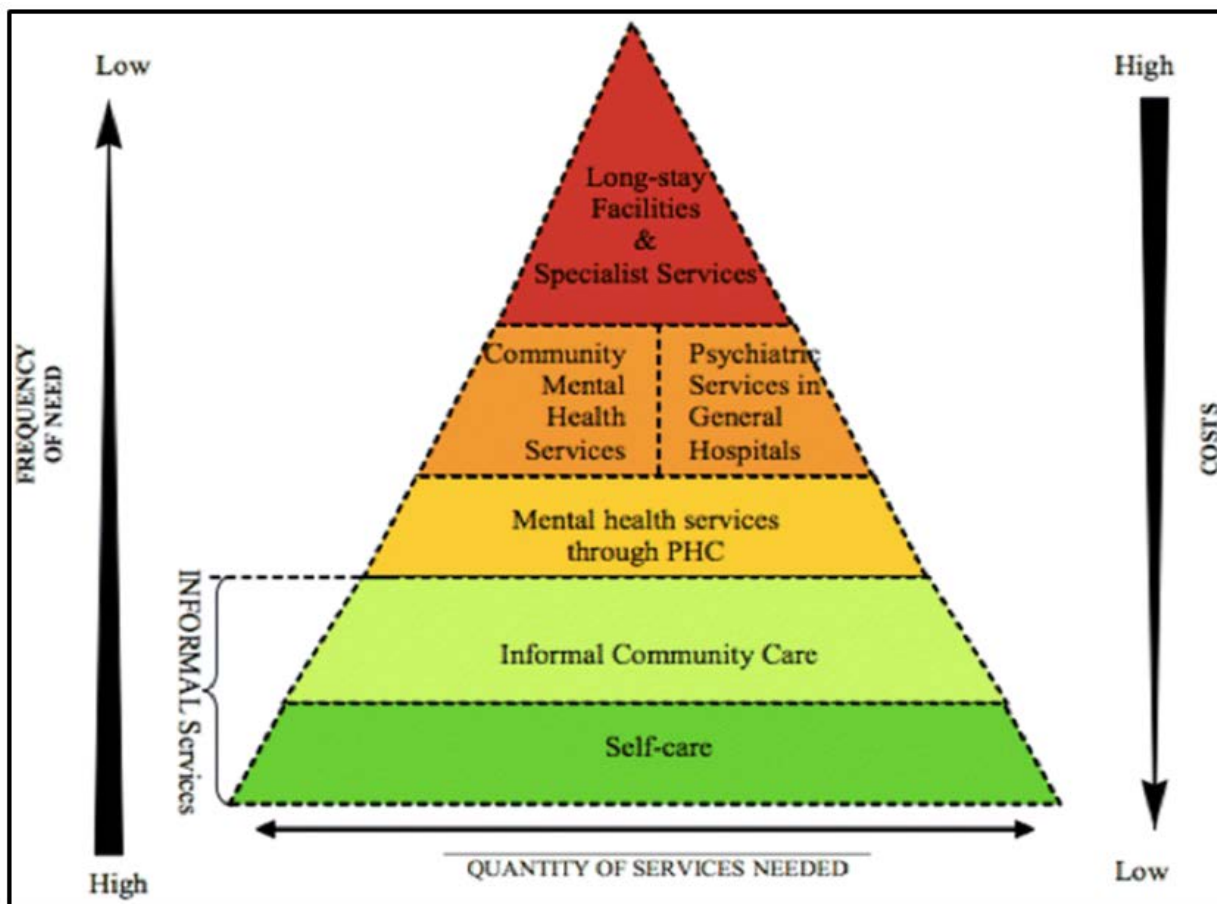 Low
High
Long-stay
Facilities
&
Specialist Services
Community
Mental
Health
Services
Psychiatric
Services in
General
Hospitals
FREQUENCY
OF NEED
COSTS
Mental health services
through PHC
INFORMAL Services
Informal Community Care
Self-care
QUANTITY OF SERVICES NEEDED
High
Low